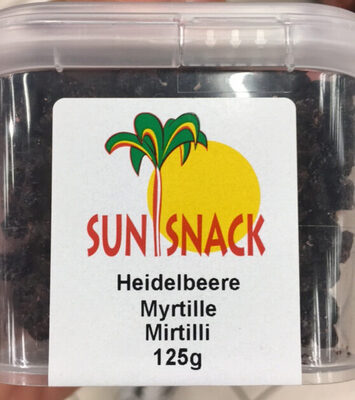 SUN SNACK
Heidelbeere
Myrtille
Mirtilli
125g